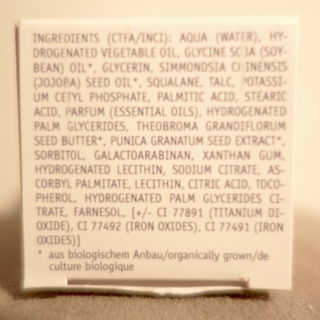 INGREDIENTS (CTFA/INCI): AQUA (WATER), HY-
DROGENATED VEGETABLE OIL, GLYCINE SOJA (SOY-
BEAN) OIL*, GLYCERIN, SIMMONDSIA CHINENSIS
(JOJOBA) SEED OIL*, SQUALANE, TALC, POTASSI-
UM CETYL PHOSPHATE, PALMITIC ACID, STEARIC
ACID, PARFUM (ESSENTIAL OILS), HYDROGENATED
PALM GLYCERIDES, THEOBROMA GRANDIFLORUM
SEED BUTTER*, PUNICA GRANATUM SEED EXTRACT*,
SORBITOL, GALACTOARABINAN, XANTHAN GUM,
HYDROGENATED LECITHIN, SODIUM CITRATE, AS-
CORBYL PALMITATE, LECITHIN, CITRIC ACID, TOCO-
PHEROL, HYDROGENATED PALM GLYCERIDES CI-
TRATE, FARNESOL, [+/- CI 77891 (TITANIUM DI-
OXIDE), CI 77492 (IRON OXIDES), CI 77491 (IRON
OXIDES)]
* aus biologischem Anbau/organically grown/de
culture biologique